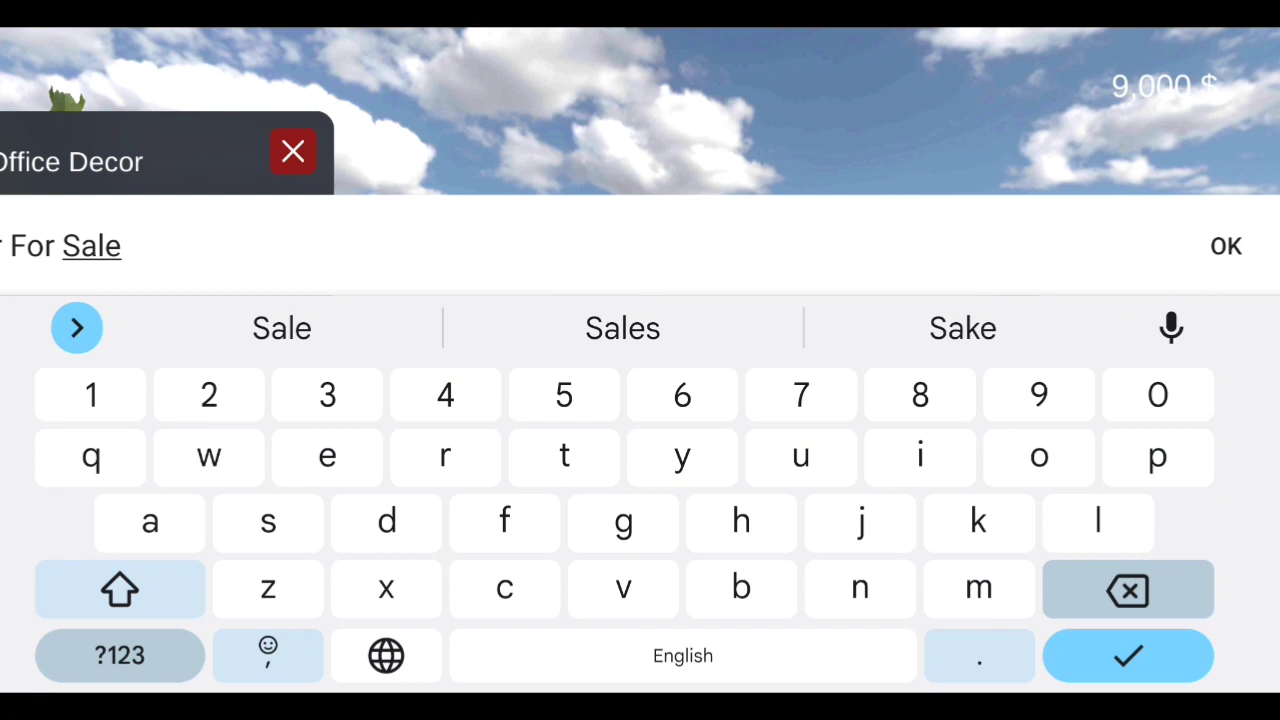 9,000 $
Office Decor
For Sale
OK
Sale Sales Sake
1 2 3 4 5 6 7 8 9 0
q w e r t y u i o p
a s d f g h j k l
z x c v b n m
?123 , English .